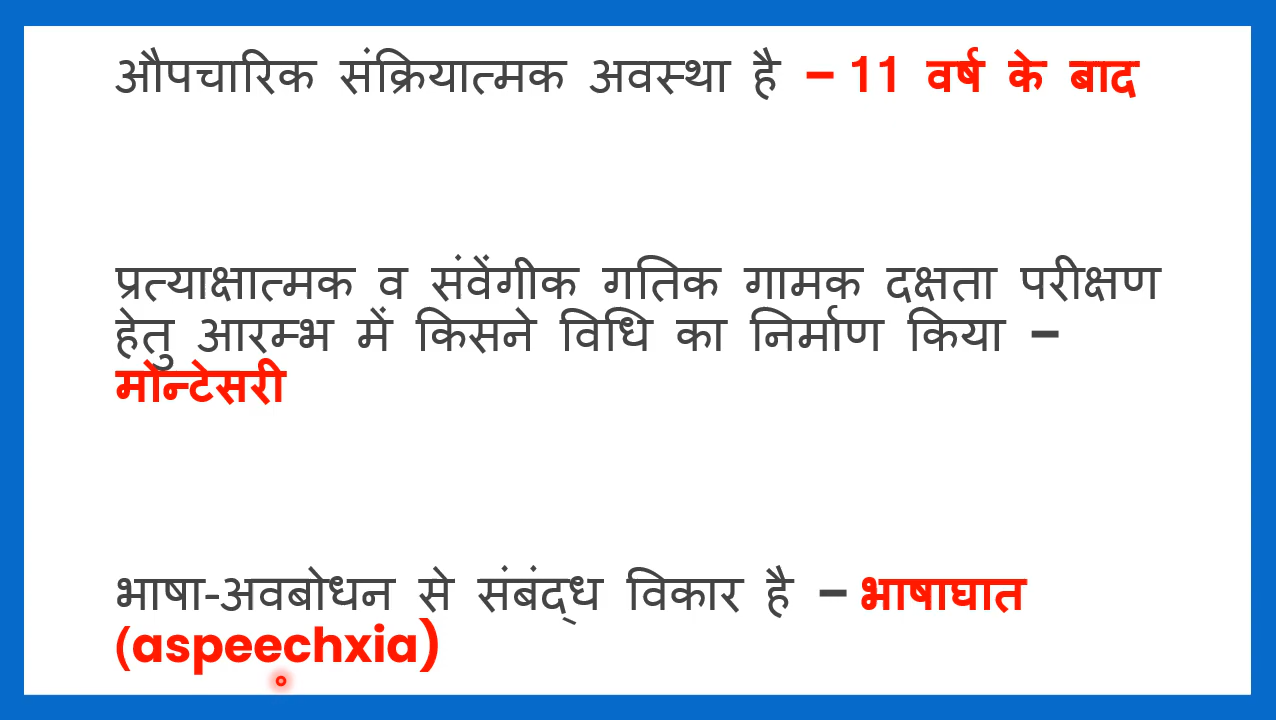 औपचारिक संक्रियात्मक अवस्था है – 11 वर्ष के बाद
प्रत्याक्षात्मक व संवेंगीक गतिक गामक दक्षता परीक्षण
हेतु आरम्भ में किसने विधि का निर्माण किया –
मोन्टेसरी
भाषा-अवबोधन से संबंद्ध विकार है – भाषाघात
(aspeechxia)